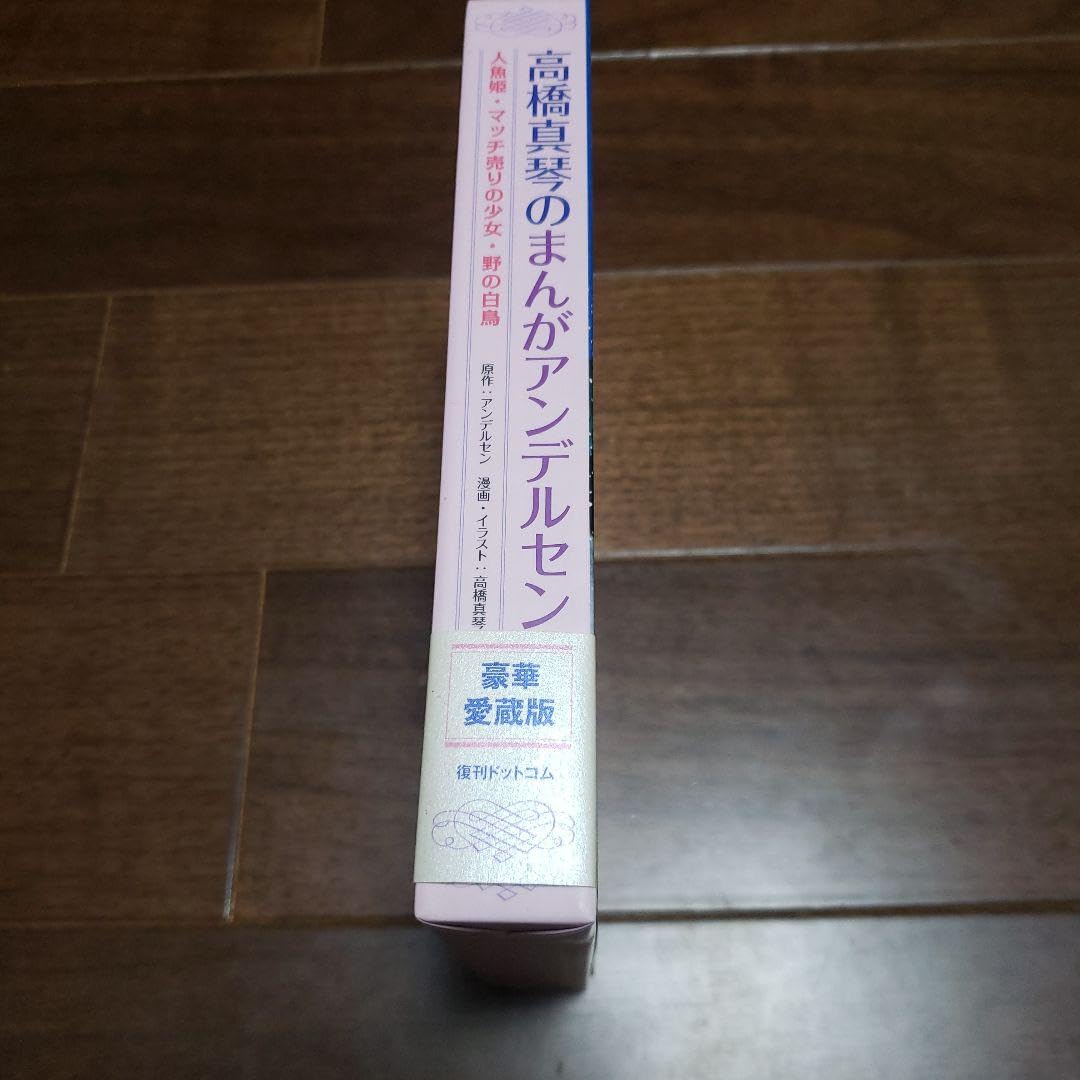 高橋真琴のまんがアンデルセン
人魚姫・マッチ売りの少女・野の白鳥
原作:アンデルセン 漫画・イラスト:高橋真琴
豪華
愛蔵版
復刊ドットコム